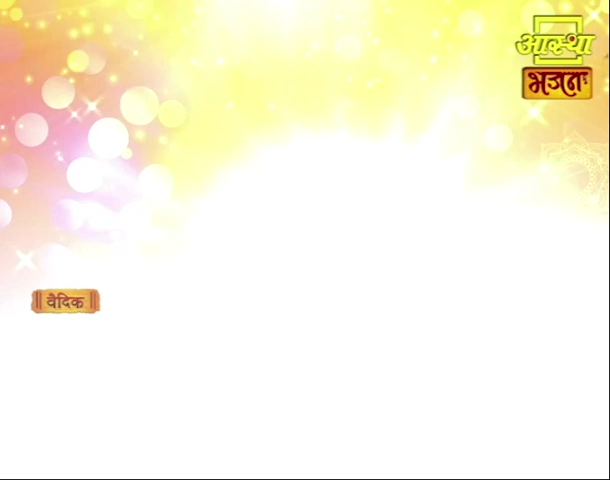 आस्था
भजन
॥ वैदिक ॥